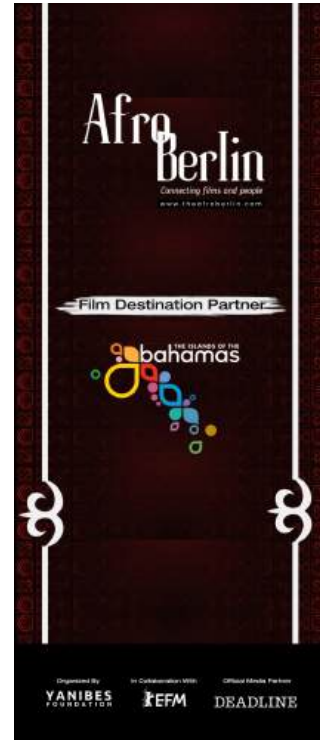 Afro
Berlin
Connecting films and people
www.theafroberlin.com
Film Destination Partner
THE ISLANDS OF THE
bahamas
Organized By
YANIBES
FOUNDATION
In Collaboration With
EFM
Official Media Partner
DEADLINE